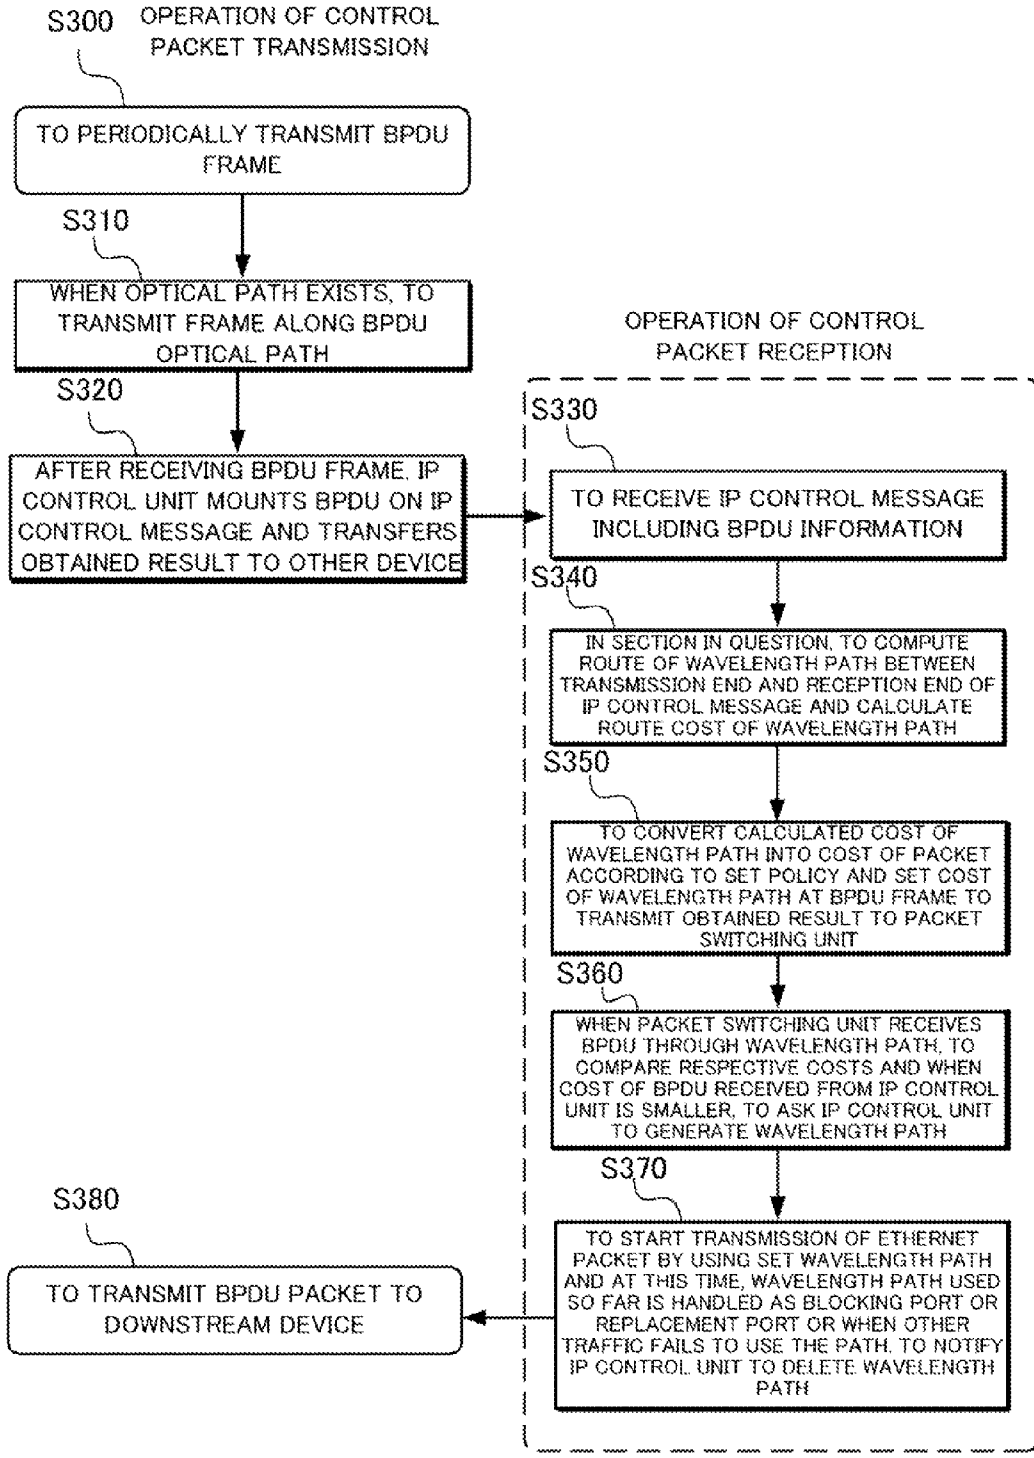 S300
OPERATION OF CONTROL
PACKET TRANSMISSION
TO PERIODICALLY TRANSMIT BPDU
FRAME
S310
WHEN OPTICAL PATH EXISTS, TO
TRANSMIT FRAME ALONG BPDU
OPTICAL PATH
S320
AFTER RECEIVING BPDU FRAME, IP
CONTROL UNIT MOUNTS BPDU ON IP
CONTROL MESSAGE AND TRANSFERS
OBTAINED RESULT TO OTHER DEVICE
OPERATION OF CONTROL
PACKET RECEPTION
S330
TO RECEIVE IP CONTROL MESSAGE
INCLUDING BPDU INFORMATION
S340
IN SECTION IN QUESTION, TO COMPUTE
ROUTE OF WAVELENGTH PATH BETWEEN
TRANSMISSION END AND RECEPTION END OF
IP CONTROL MESSAGE AND CALCULATE
ROUTE COST OF WAVELENGTH PATH
S350
TO CONVERT CALCULATED COST OF
WAVELENGTH PATH INTO COST OF PACKET
ACCORDING TO SET POLICY AND SET COST
OF WAVELENGTH PATH AT BPDU FRAME TO
TRANSMIT OBTAINED RESULT TO PACKET
SWITCHING UNIT
S360
WHEN PACKET SWITCHING UNIT RECEIVES
BPDU THROUGH WAVELENGTH PATH, TO
COMPARE RESPECTIVE COSTS AND WHEN
COST OF BPDU RECEIVED FROM IP CONTROL
UNIT IS SMALLER, TO ASK IP CONTROL UNIT
TO GENERATE WAVELENGTH PATH
S370
TO START TRANSMISSION OF ETHERNET
PACKET BY USING SET WAVELENGTH PATH
AND AT THIS TIME, WAVELENGTH PATH USED
SO FAR IS HANDLED AS BLOCKING PORT OR
REPLACEMENT PORT OR WHEN OTHER
TRAFFIC FAILS TO USE THE PATH, TO NOTIFY
IP CONTROL UNIT TO DELETE WAVELENGTH
PATH
S380
TO TRANSMIT BPDU PACKET TO
DOWNSTREAM DEVICE